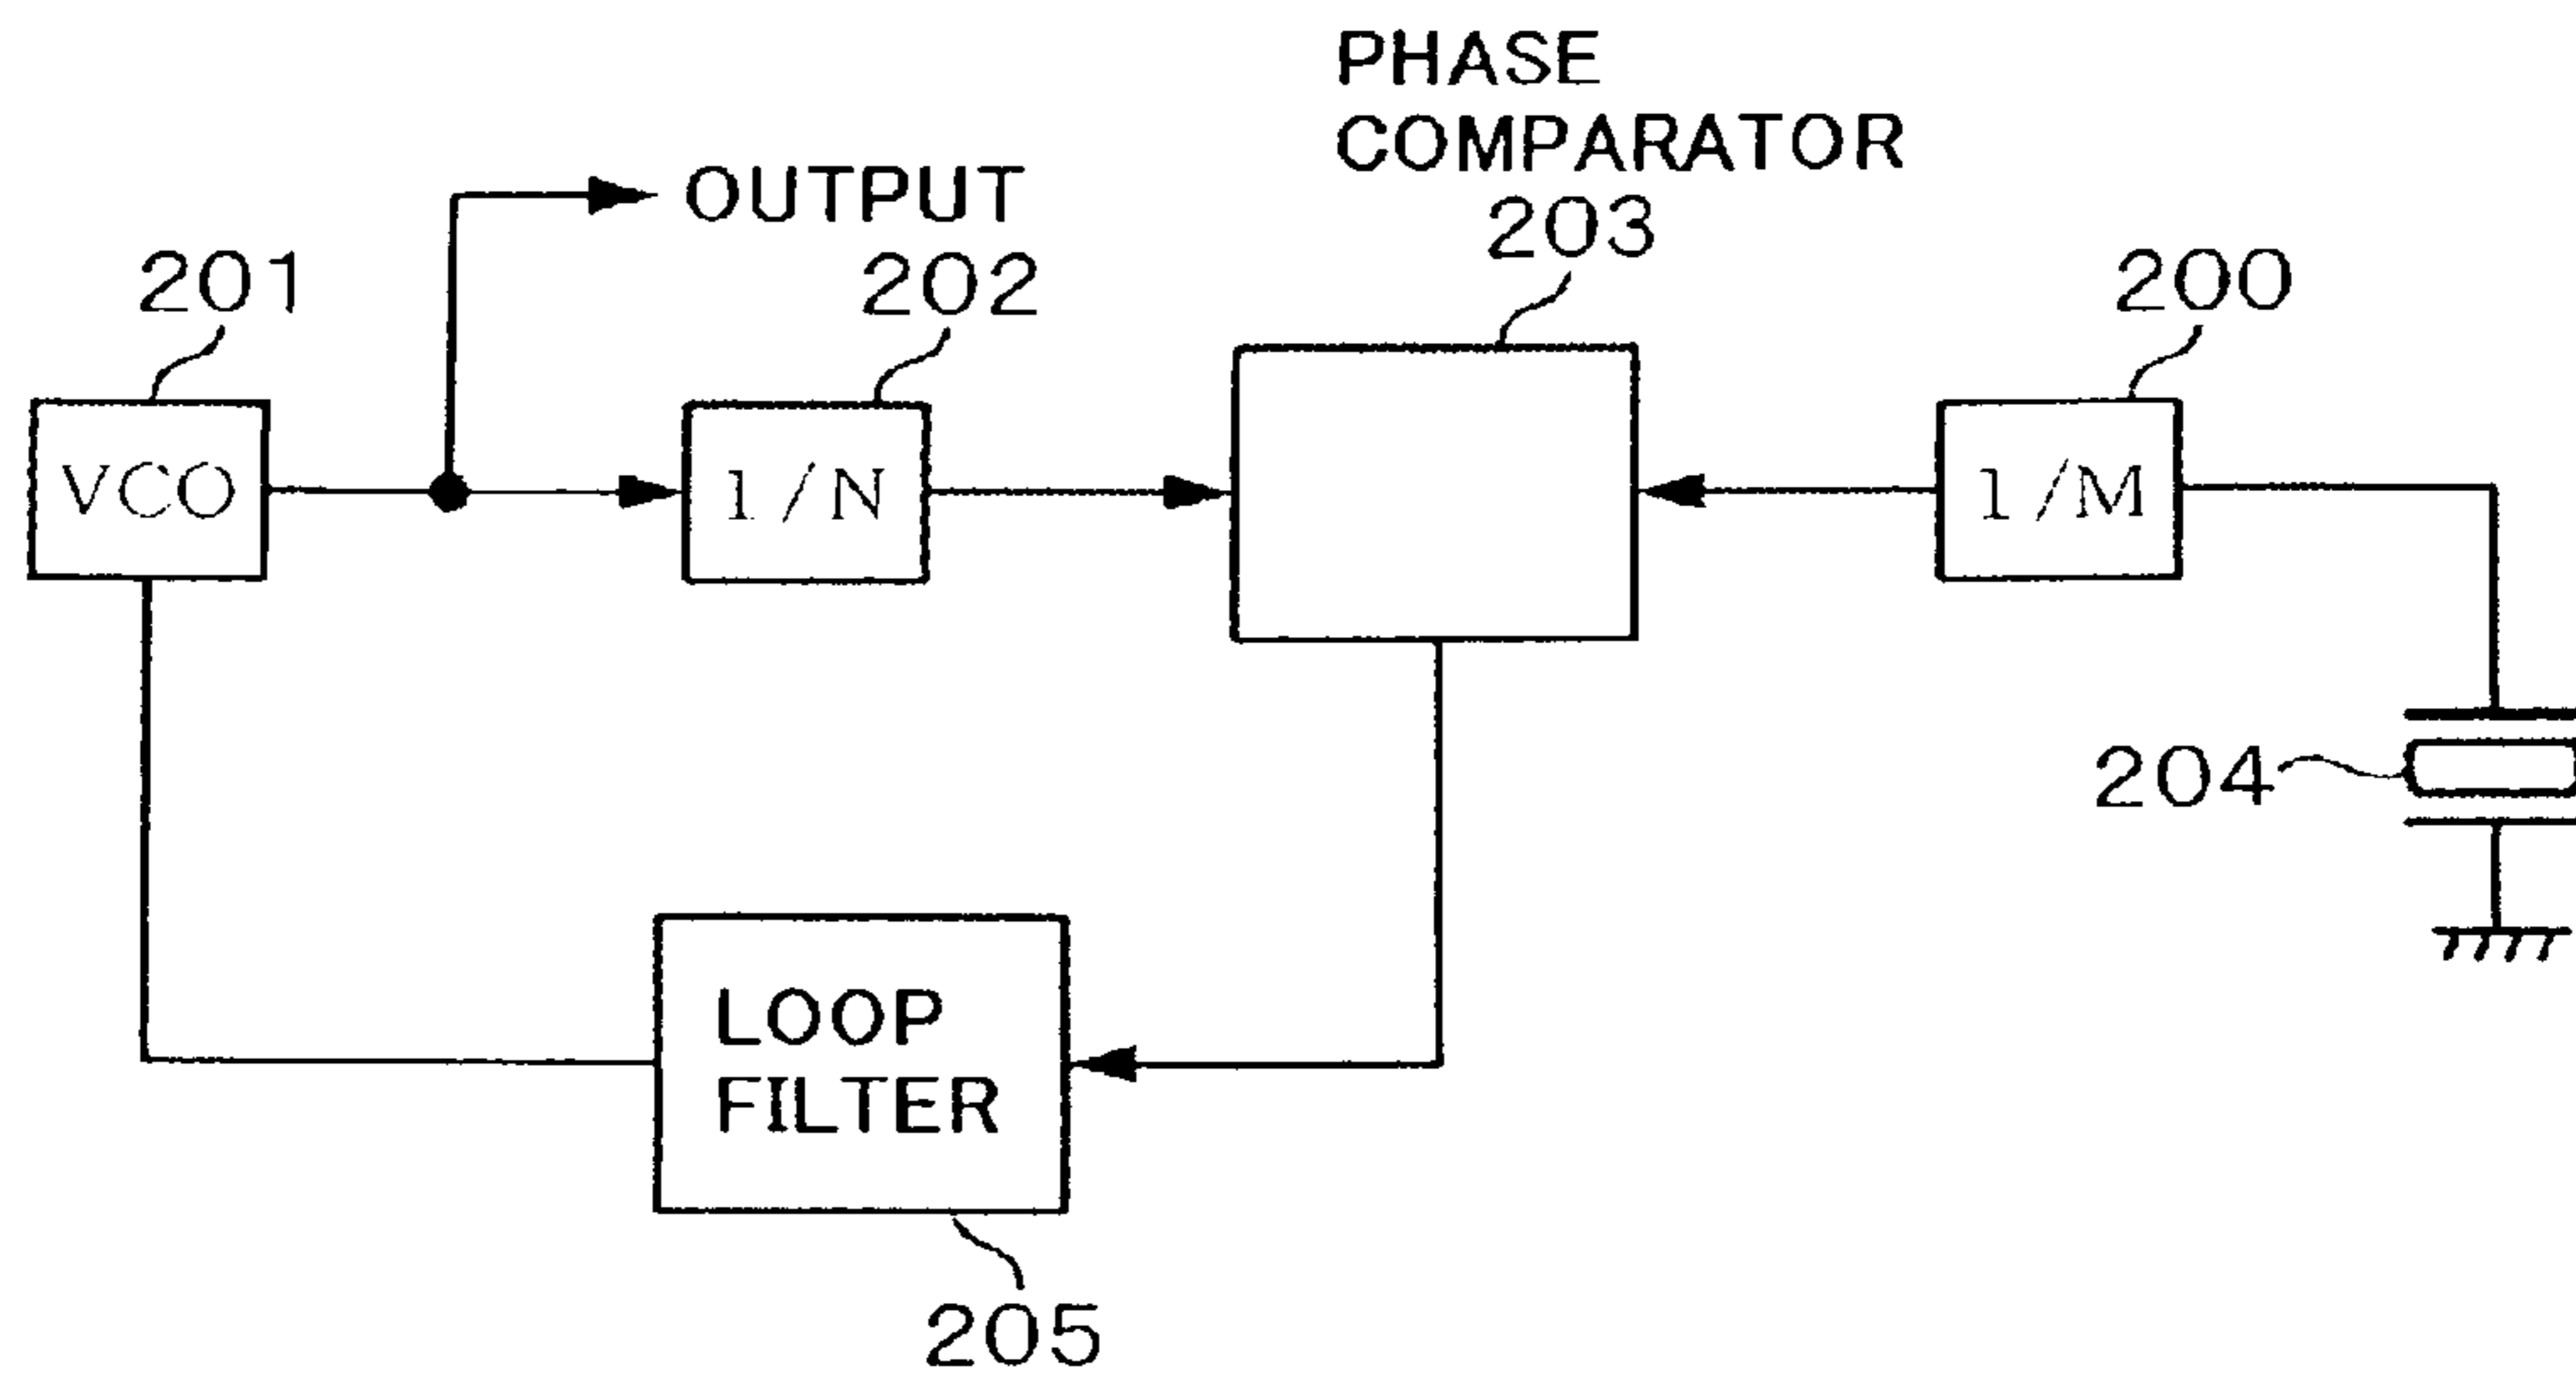 PHASE
COMPARATOR
203
OUTPUT
201
202
200
VCO
1/N
1/M
204
LOOP
FILTER
205